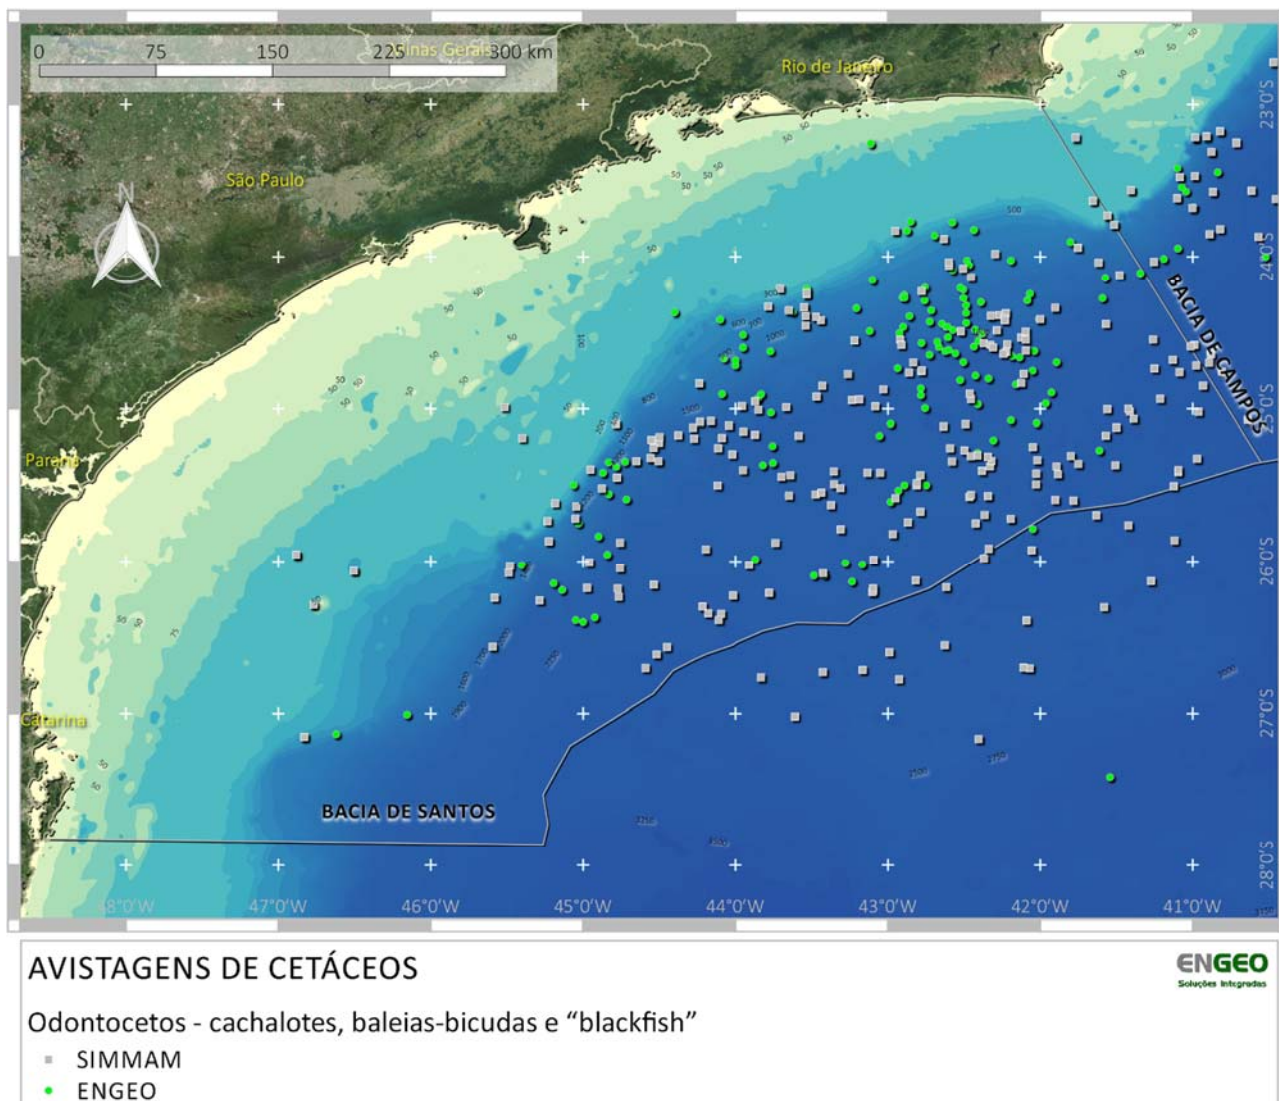 0 75 150 225 300 km
Minas Gerais
Rio de Janeiro
São Paulo
N
Paraná
Catarina
BACIA DE CAMPOS
BACIA DE SANTOS
23°0'S
24°0'S
25°0'S
26°0'S
27°0'S
28°0'S
48°0'W 47°0'W 46°0'W 45°0'W 44°0'W 43°0'W 42°0'W 41°0'W
AVISTAGENS DE CETÁCEOS
ENGEO
Soluções Integradas
Odontocetos - cachalotes, baleias-bicudas e “blackfish”
SIMMAM
ENGEO